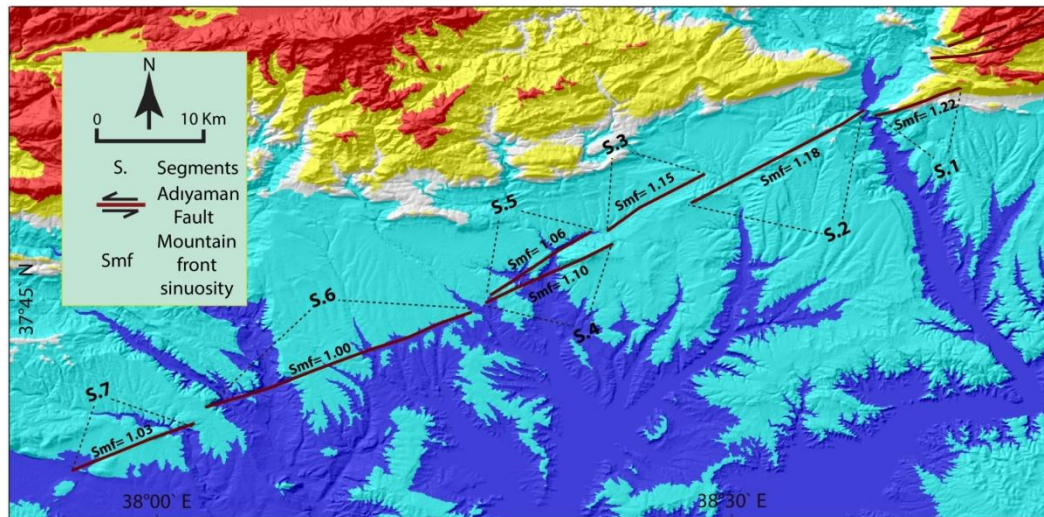 N
0 10 Km
S. Segments
Adıyaman
Fault
Smf Mountain
front
sinuosity
37°45` N
38°00` E
38°30` E
S.1
Smf= 1.22
S.2
Smf= 1.18
S.3
Smf= 1.15
S.4
Smf= 1.10
S.5
Smf= 1.06
S.6
Smf= 1.00
S.7
Smf= 1.03